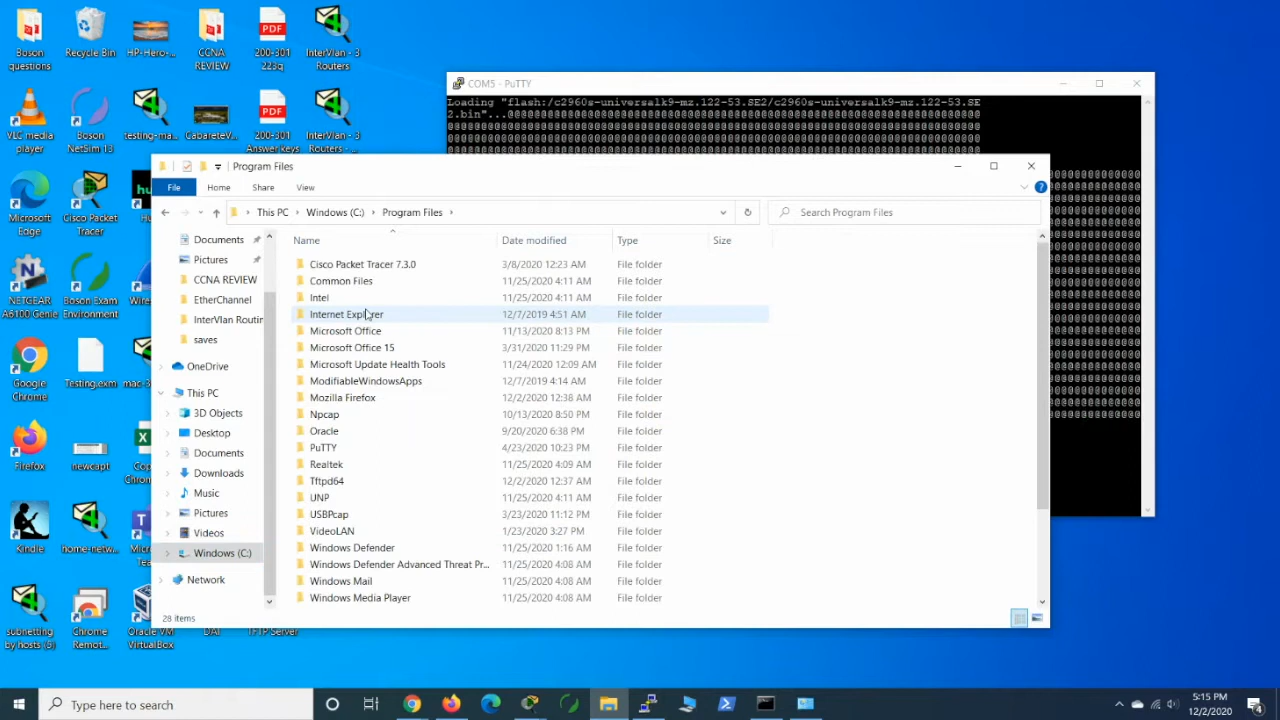 Boson questions
Recycle Bin
HP-Hero-...
CCNA REVIEW
PDF
200-301 223q
InterVlan - 3 Routers
COM5 - PuTTY
Loading "flash:/c2960s-universalk9-mz.122-53.SE2/c2960s-universalk9-mz.122-53.SE
2.bin"...@@@@@@@@@@@@@@@@@@@@@@@@@@@@@@@@@@@@@@@@@@@@@@@@@@@@@@@@@@@@@@@@@@@@@@@
VLC media player
Boson NetSim 13
testing-ma...
CabareteV...
PDF
200-301 Answer keys
InterVlan - 3 Routers - ...
Program Files
File
Home
Share
View
This PC
Windows (C:)
Program Files
Search Program Files
Name
Date modified
Type
Size
Microsoft Edge
Cisco Packet Tracer
NETGEAR A6100 Genie
Boson Exam Environment
Google Chrome
Testing.exm
Firefox
newcapt
Kindle
home-netw...
subnetting by hosts (6)
Chrome Remot...
Oracle VM VirtualBox
DAI
TFTP Server
Documents
Pictures
CCNA REVIEW
EtherChannel
InterVlan Routin
saves
OneDrive
This PC
3D Objects
Desktop
Documents
Downloads
Music
Pictures
Videos
Windows (C:)
Network
Cisco Packet Tracer 7.3.0 3/8/2020 12:23 AM File folder
Common Files 11/25/2020 4:11 AM File folder
Intel 11/25/2020 4:11 AM File folder
Internet Explorer 12/7/2019 4:51 AM File folder
Microsoft Office 11/13/2020 8:13 PM File folder
Microsoft Office 15 3/31/2020 11:29 PM File folder
Microsoft Update Health Tools 11/24/2020 12:09 AM File folder
ModifiableWindowsApps 12/7/2019 4:14 AM File folder
Mozilla Firefox 12/2/2020 12:38 AM File folder
Npcap 10/13/2020 8:50 PM File folder
Oracle 9/20/2020 6:38 PM File folder
PuTTY 4/23/2020 10:23 PM File folder
Realtek 11/25/2020 4:09 AM File folder
Tftpd64 12/2/2020 12:37 AM File folder
UNP 11/25/2020 4:11 AM File folder
USBPcap 3/23/2020 11:12 PM File folder
VideoLAN 1/23/2020 3:27 PM File folder
Windows Defender 11/25/2020 1:16 AM File folder
Windows Defender Advanced Threat Pr... 11/25/2020 4:08 AM File folder
Windows Mail 11/25/2020 4:08 AM File folder
Windows Media Player 11/25/2020 4:08 AM File folder
28 items
Type here to search
5:15 PM
12/2/2020
4